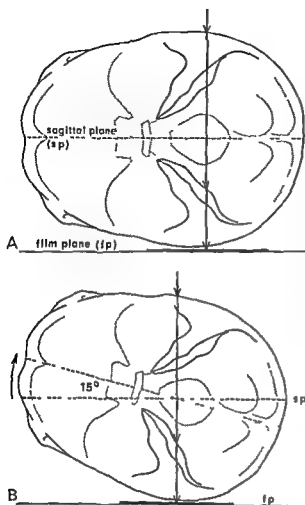 sagittal plane
(sp)
A
film plane (fp)
15°
sp
B
fp